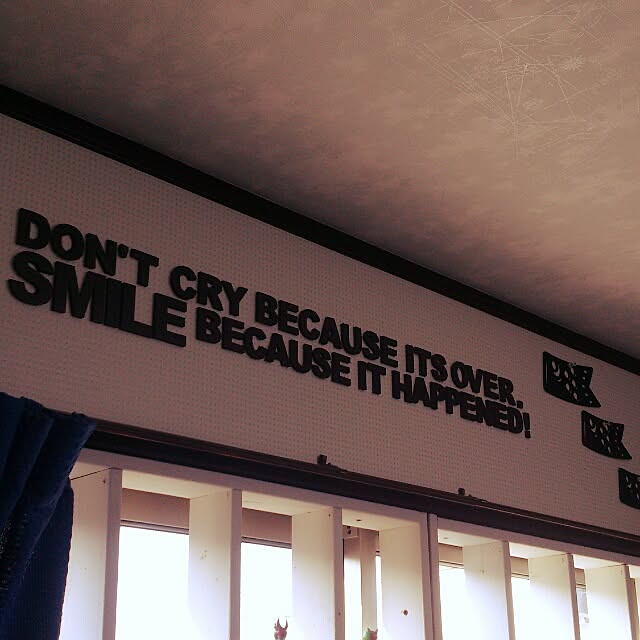 DON'T CRY BECAUSE ITS OVER.
SMILE BECAUSE IT HAPPENED!